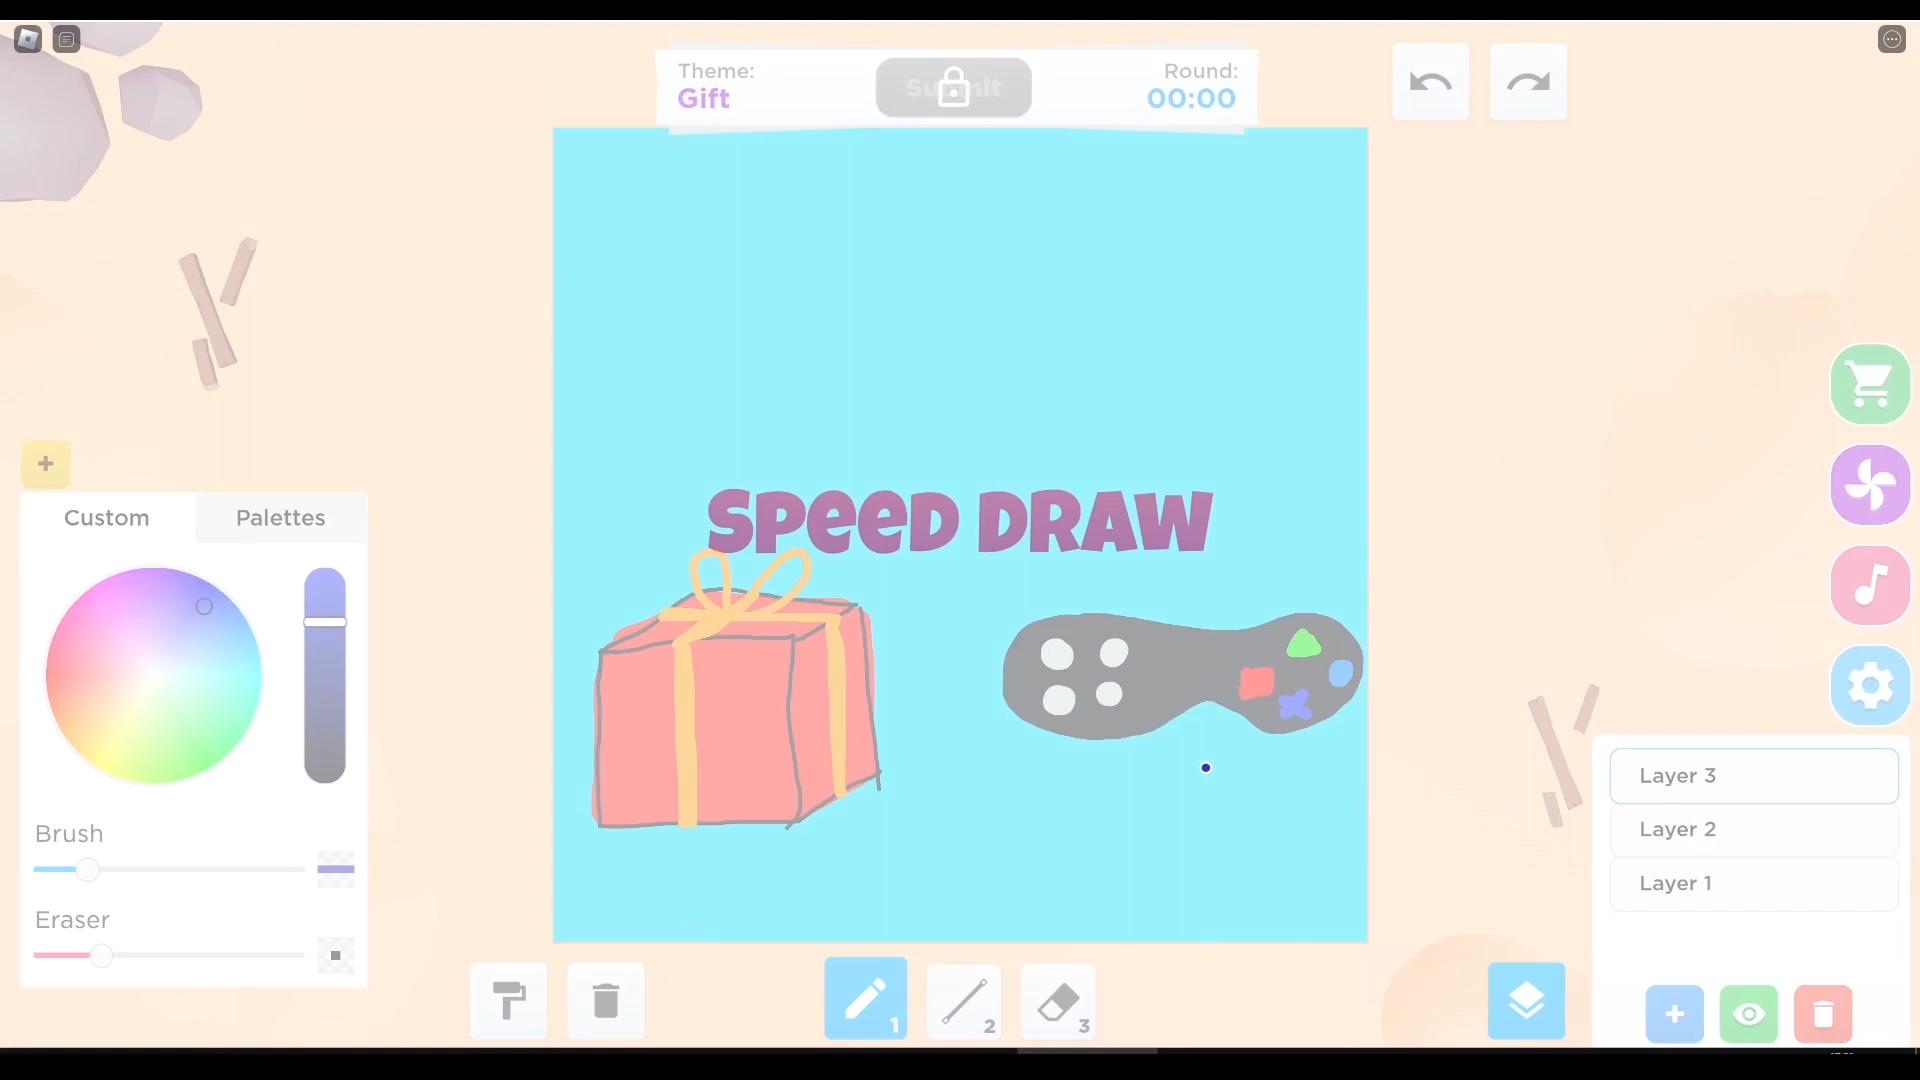 Theme:
Gift
Submit
Round:
00:00
SPeeD DRAW
Custom
Palettes
Brush
Eraser
Layer 3
Layer 2
Layer 1
1
2
3